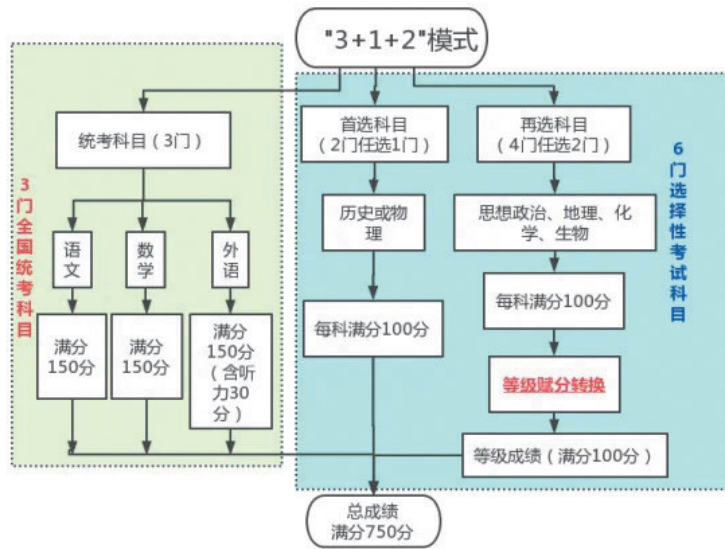 "3+1+2"模式
统考科目（3门）
首选科目
（2门任选1门）
再选科目
（4门任选2门）
3门全国统考科目
6门选择性考试科目
语文
数学
外语
历史或物
理
思想政治、地理、化
学、生物
满分
150分
满分
150分
满分
150分
（含听
力30
分）
每科满分100分
每科满分100分
等级赋分转换
等级成绩（满分100分）
总成绩
满分750分